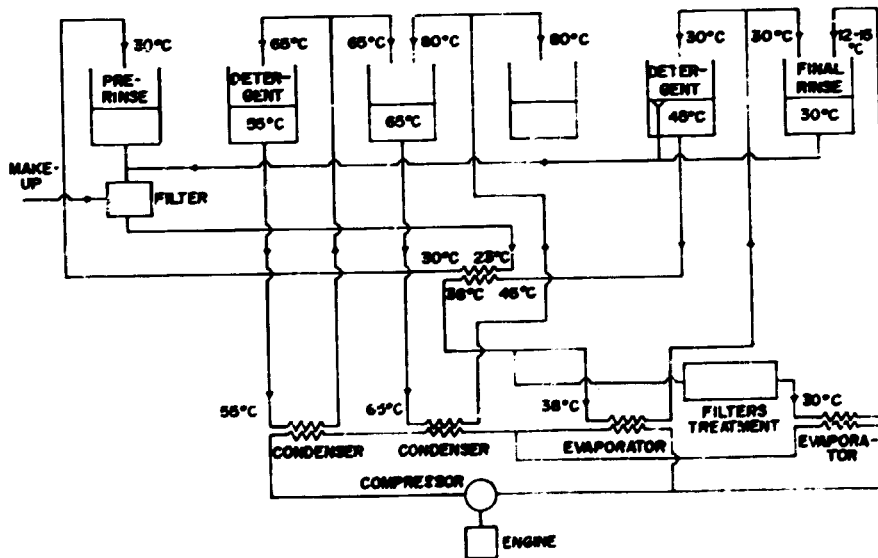 30°C
65°C
65°C
80°C
80°C
30°C
30°C
12-15
°C
PRE-
RINSE
DETER-
GENT
DETER-
GENT
FINAL
RINSE
55°C
65°C
45°C
30°C
MAKE-
UP
FILTER
30°C
23°C
38°C
45°C
55°C
65°C
38°C
30°C
FILTERS
TREATMENT
CONDENSER
CONDENSER
EVAPORATOR
EVAPORA-
TOR
COMPRESSOR
ENGINE